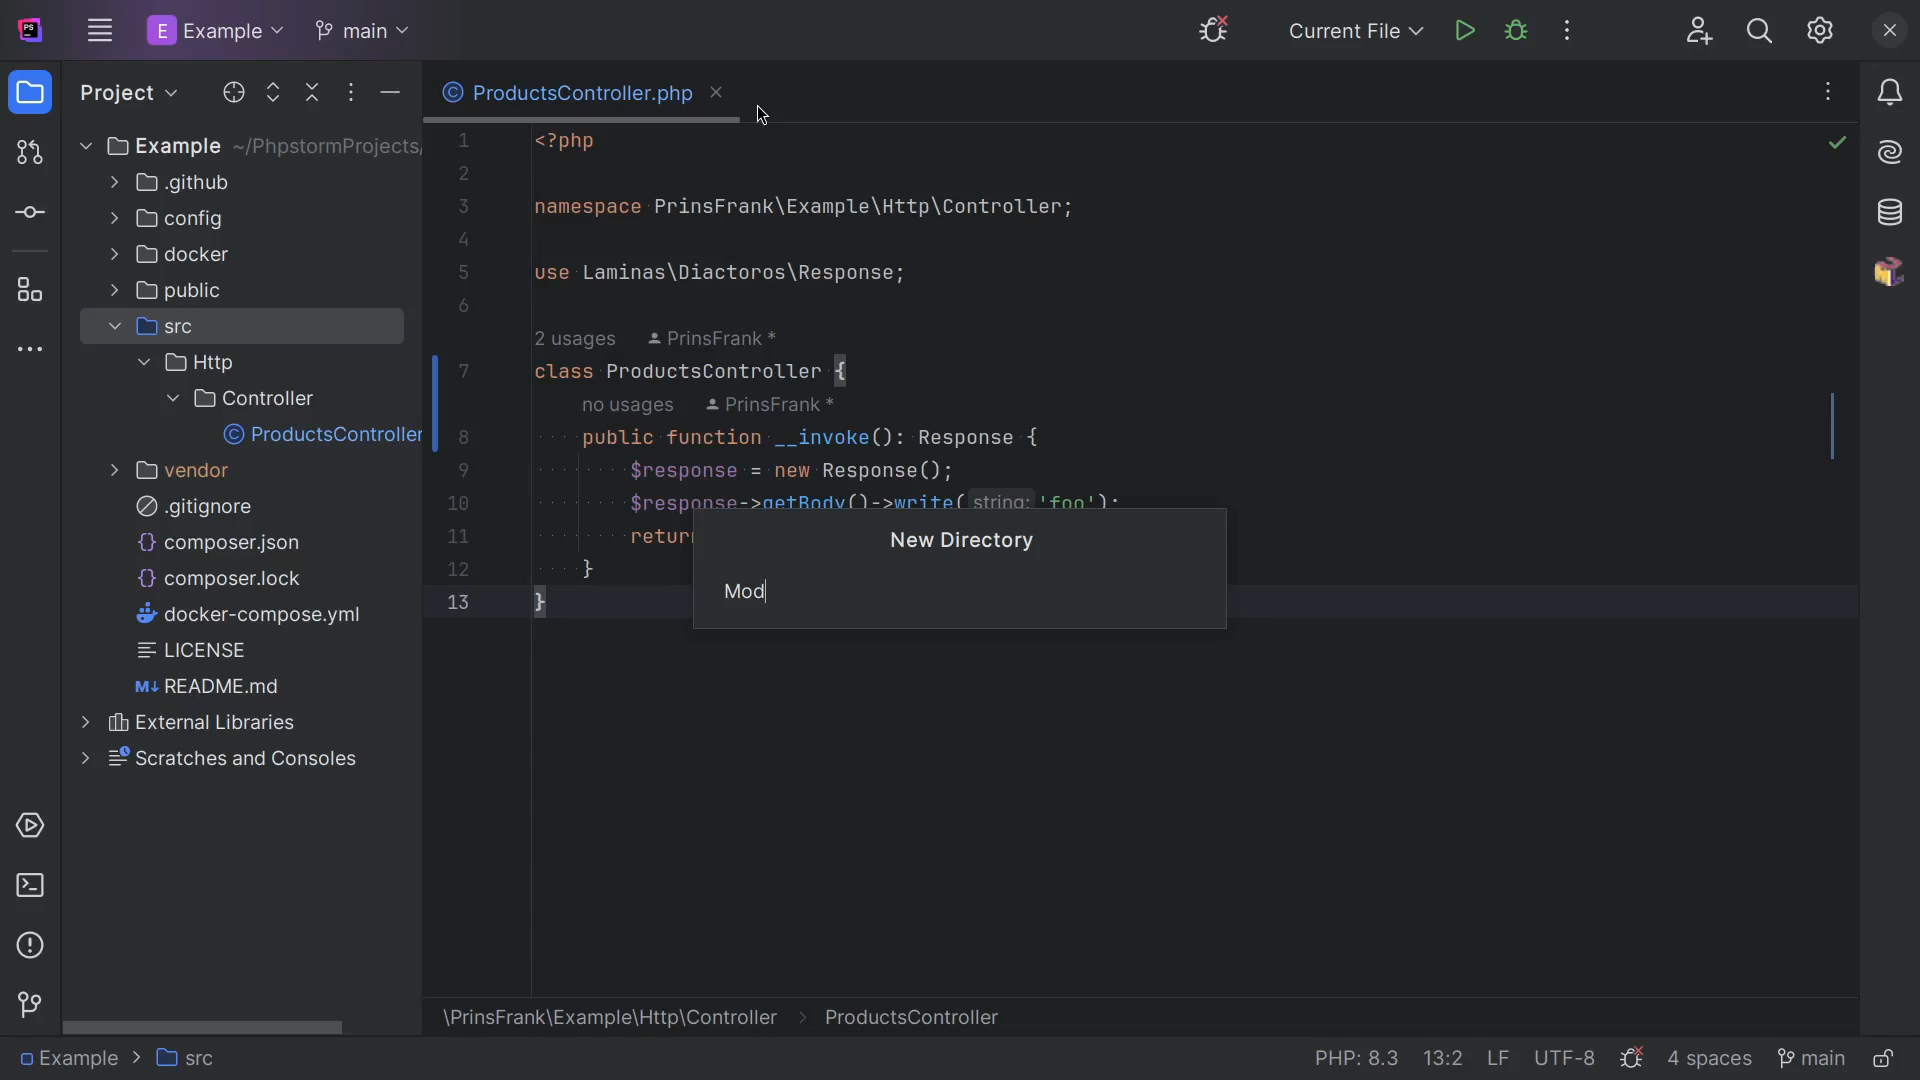 PS
E Example
main
Current File
Project
ProductsController.php
Example ~/PhpstormProjects/
.github
config
docker
public
src
Http
Controller
ProductsController
vendor
.gitignore
{} composer.json
{} composer.lock
docker-compose.yml
LICENSE
M↓ README.md
External Libraries
Scratches and Consoles
1 <?php
2
3 namespace PrinsFrank\Example\Http\Controller;
4
5 use Laminas\Diactoros\Response;
6
2 usages PrinsFrank *
7 class ProductsController {
no usages PrinsFrank *
8 public function __invoke(): Response {
9 $response = new Response();
10 $response->getBody()->write( string: 'foo');
11 return
12 }
13 }
New Directory
Mod
\PrinsFrank\Example\Http\Controller > ProductsController
Example > src
PHP: 8.3 13:2 LF UTF-8 4 spaces main